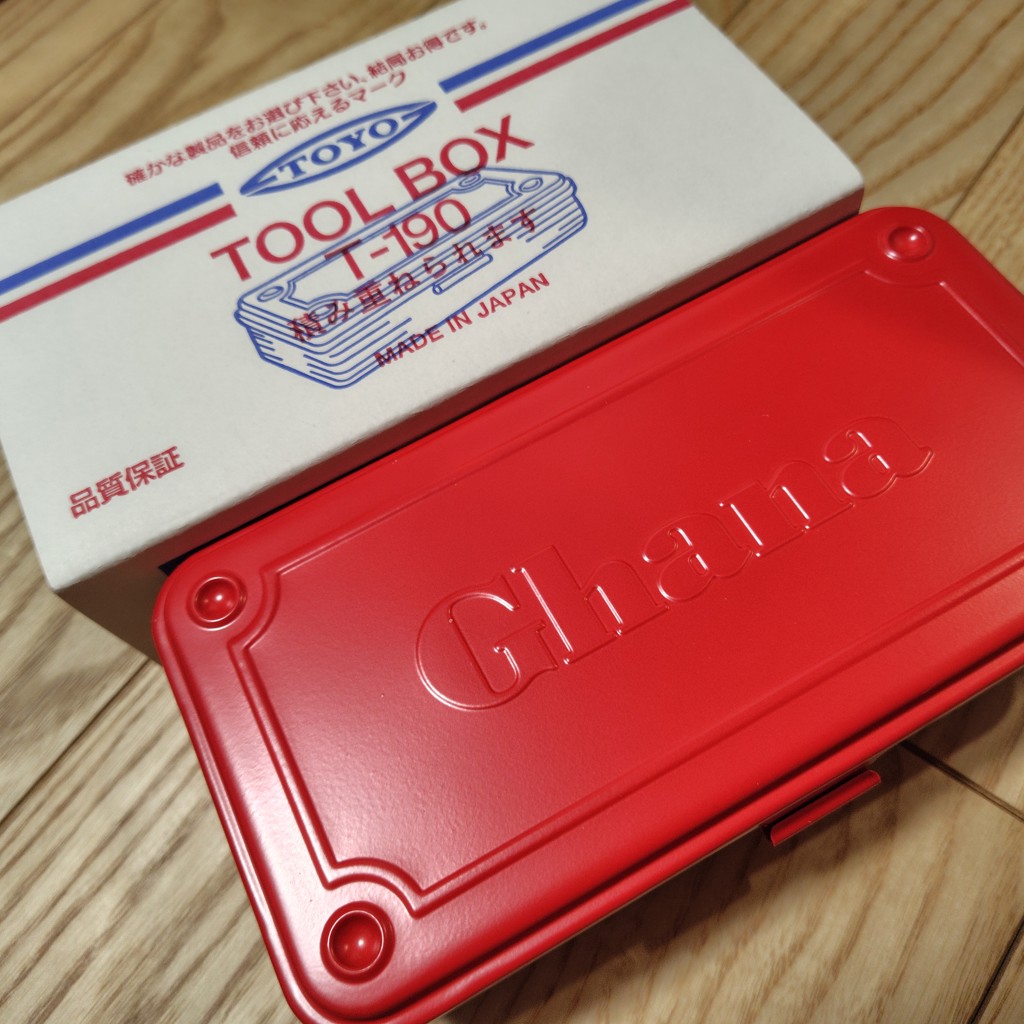 確かな製品をお選び下さい、結局お得です。
信頼に応えるマーク
TOYO
TOOL BOX
T-190
積み重ねられます
MADE IN JAPAN
品質保証
Ghana